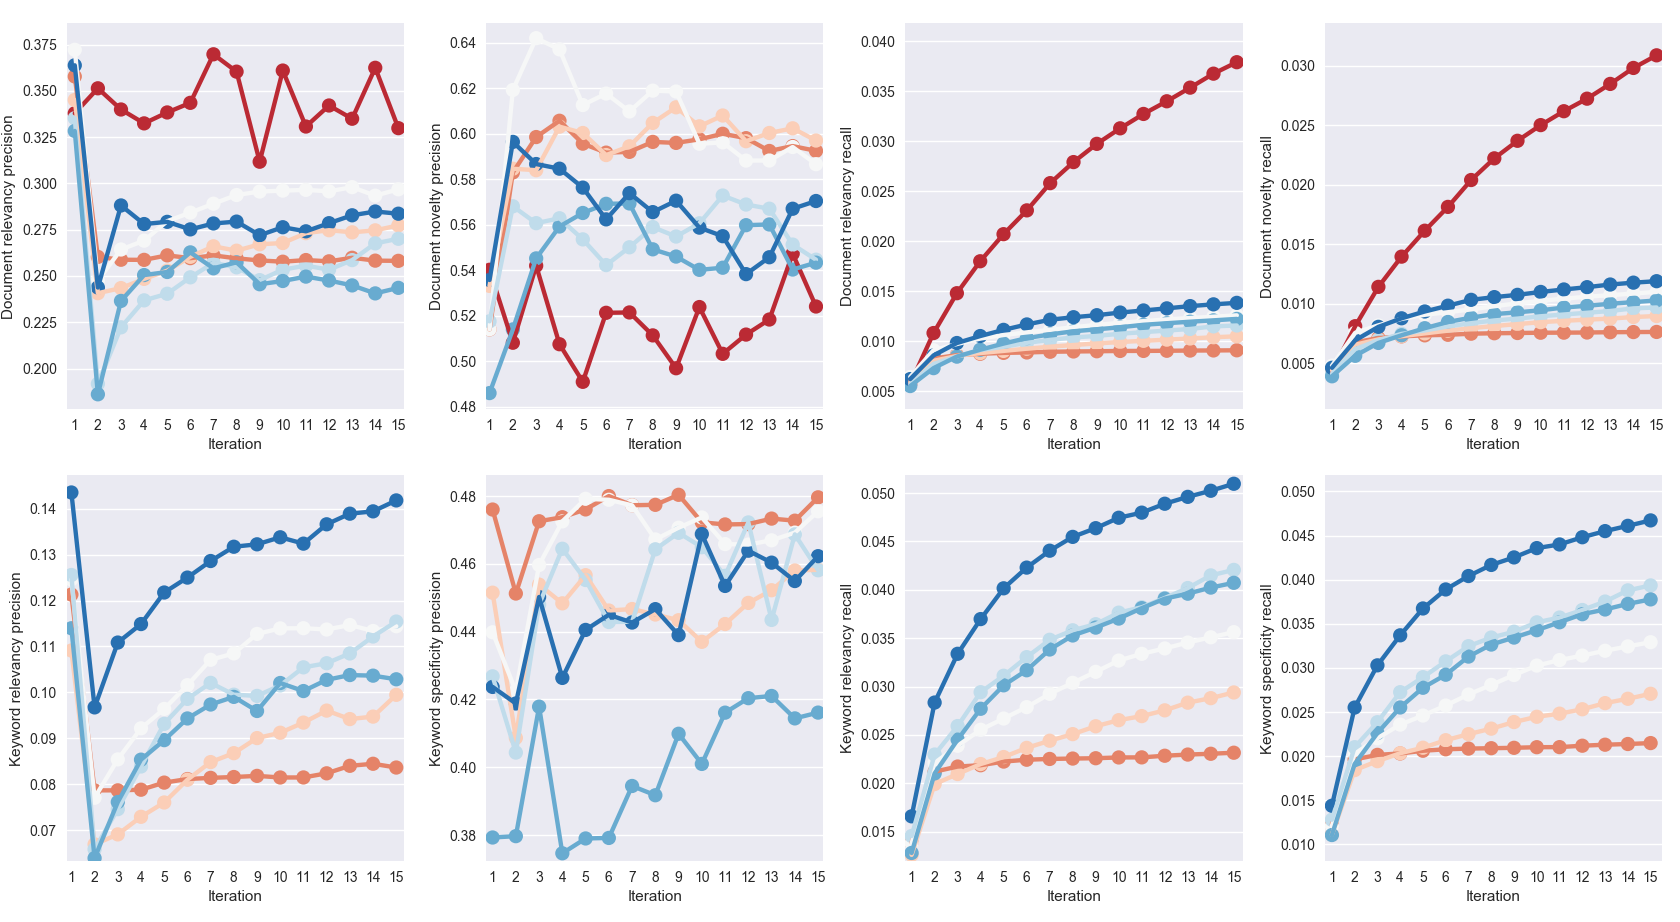 Document relevancy precision
0.375
0.350
0.325
0.300
0.275
0.250
0.225
0.200
1 2 3 4 5 6 7 8 9 10 11 12 13 14 15
Iteration
Document novelty precision
0.64
0.62
0.60
0.58
0.56
0.54
0.52
0.50
0.48
1 2 3 4 5 6 7 8 9 10 11 12 13 14 15
Iteration
Document relevancy recall
0.040
0.035
0.030
0.025
0.020
0.015
0.010
0.005
1 2 3 4 5 6 7 8 9 10 11 12 13 14 15
Iteration
Document novelty recall
0.030
0.025
0.020
0.015
0.010
0.005
1 2 3 4 5 6 7 8 9 10 11 12 13 14 15
Iteration
Keyword relevancy precision
0.14
0.13
0.12
0.11
0.10
0.09
0.08
0.07
1 2 3 4 5 6 7 8 9 10 11 12 13 14 15
Iteration
Keyword specificity precision
0.48
0.46
0.44
0.42
0.40
0.38
1 2 3 4 5 6 7 8 9 10 11 12 13 14 15
Iteration
Keyword relevancy recall
0.050
0.045
0.040
0.035
0.030
0.025
0.020
0.015
1 2 3 4 5 6 7 8 9 10 11 12 13 14 15
Iteration
Keyword specificity recall
0.050
0.045
0.040
0.035
0.030
0.025
0.020
0.015
0.010
1 2 3 4 5 6 7 8 9 10 11 12 13 14 15
Iteration